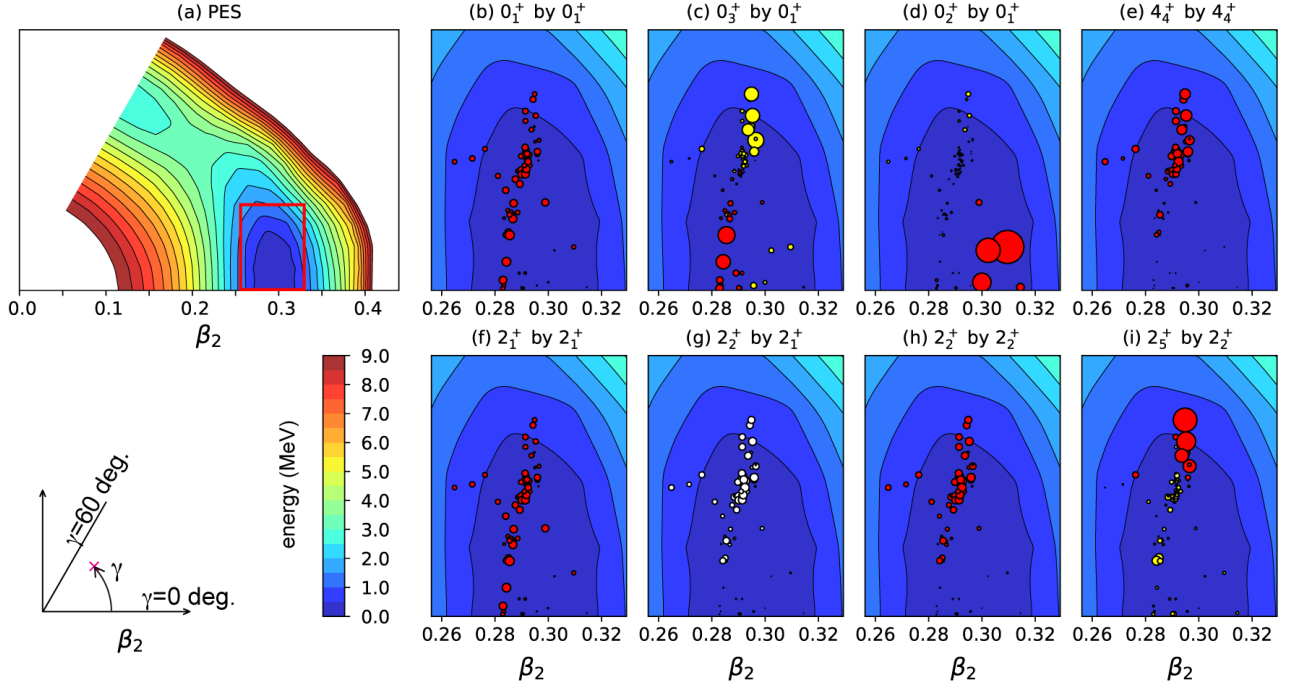 (a) PES
(b) 0₁⁺ by 0₁⁺
(c) 0₃⁺ by 0₁⁺
(d) 0₂⁺ by 0₁⁺
(e) 4₄⁺ by 4₄⁺
0.0 0.1 0.2 0.3 0.4
β₂
0.26 0.28 0.30 0.32
0.26 0.28 0.30 0.32
0.26 0.28 0.30 0.32
0.26 0.28 0.30 0.32
(f) 2₁⁺ by 2₁⁺
(g) 2₂⁺ by 2₁⁺
(h) 2₂⁺ by 2₂⁺
(i) 2₅⁺ by 2₂⁺
energy (MeV)
9.0
8.0
7.0
6.0
5.0
4.0
3.0
2.0
1.0
0.0
γ=60 deg.
γ
γ=0 deg.
β₂
0.26 0.28 0.30 0.32
β₂
0.26 0.28 0.30 0.32
β₂
0.26 0.28 0.30 0.32
β₂
0.26 0.28 0.30 0.32
β₂